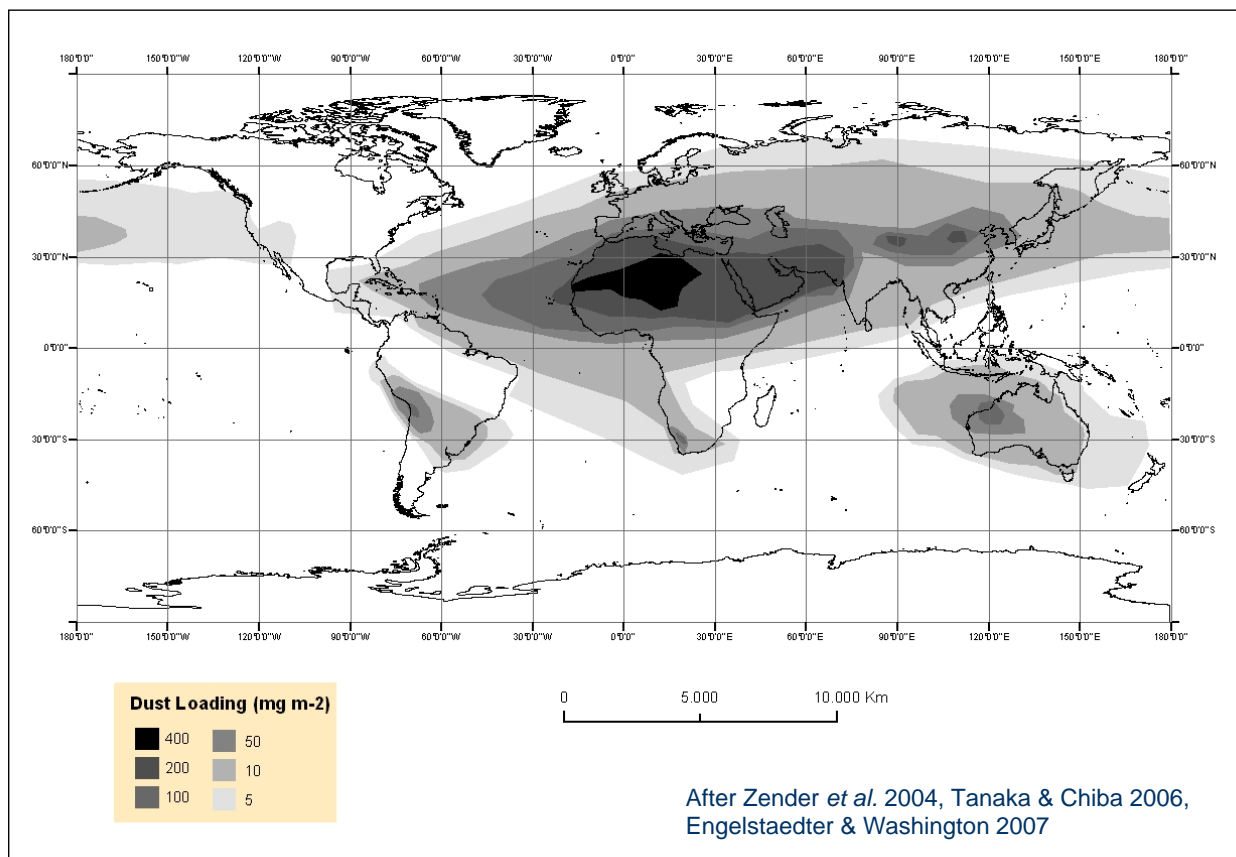 180°0'0" 150°0'0"W 120°0'0"W 90°0'0"W 60°0'0"W 30°0'0"W 0°0'0" 30°0'0"E 60°0'0"E 90°0'0"E 120°0'0"E 150°0'0"E 180°0'0"
60°0'0"N 60°0'0"N
30°0'0"N 30°0'0"N
0°0'0" 0°0'0"
30°0'0"S 30°0'0"S
60°0'0"S 60°0'0"S
180°0'0" 150°0'0"W 120°0'0"W 90°0'0"W 60°0'0"W 30°0'0"W 0°0'0" 30°0'0"E 60°0'0"E 90°0'0"E 120°0'0"E 150°0'0"E 180°0'0"
Dust Loading (mg m-2)
400 50
200 10
100 5
0 5.000 10.000 Km
After Zender et al. 2004, Tanaka & Chiba 2006,
Engelstaedter & Washington 2007